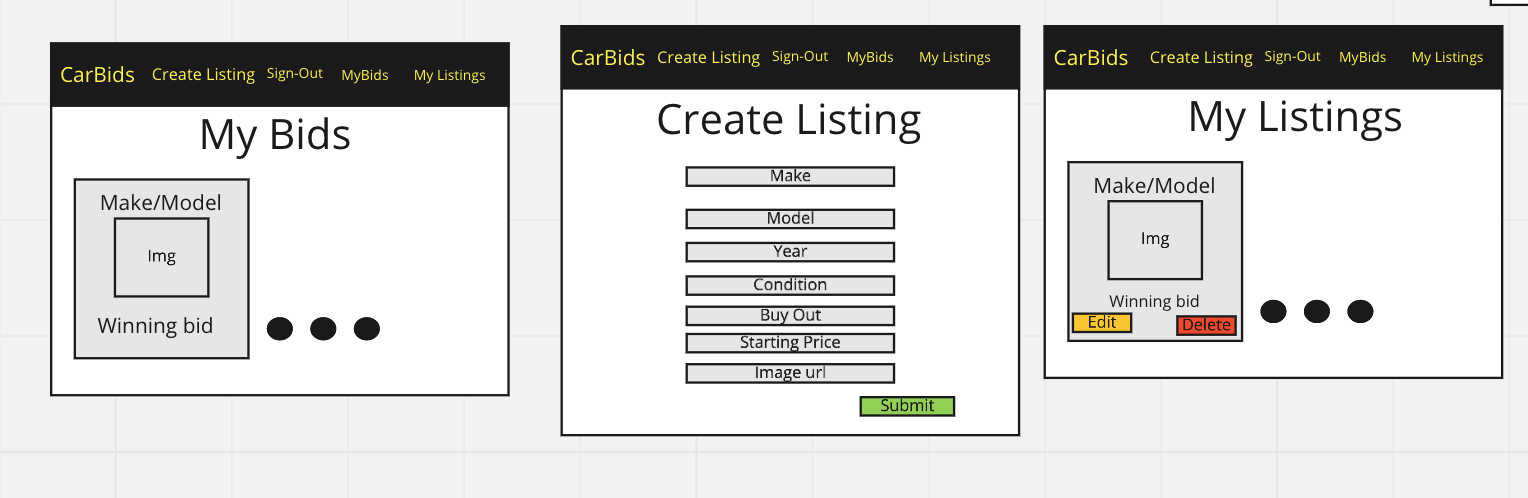 CarBids Create Listing Sign-Out MyBids My Listings
My Bids
Make/Model
Img
Winning bid
CarBids Create Listing Sign-Out MyBids My Listings
Create Listing
Make
Model
Year
Condition
Buy Out
Starting Price
Image url
Submit
CarBids Create Listing Sign-Out MyBids My Listings
My Listings
Make/Model
Img
Winning bid
Edit Delete